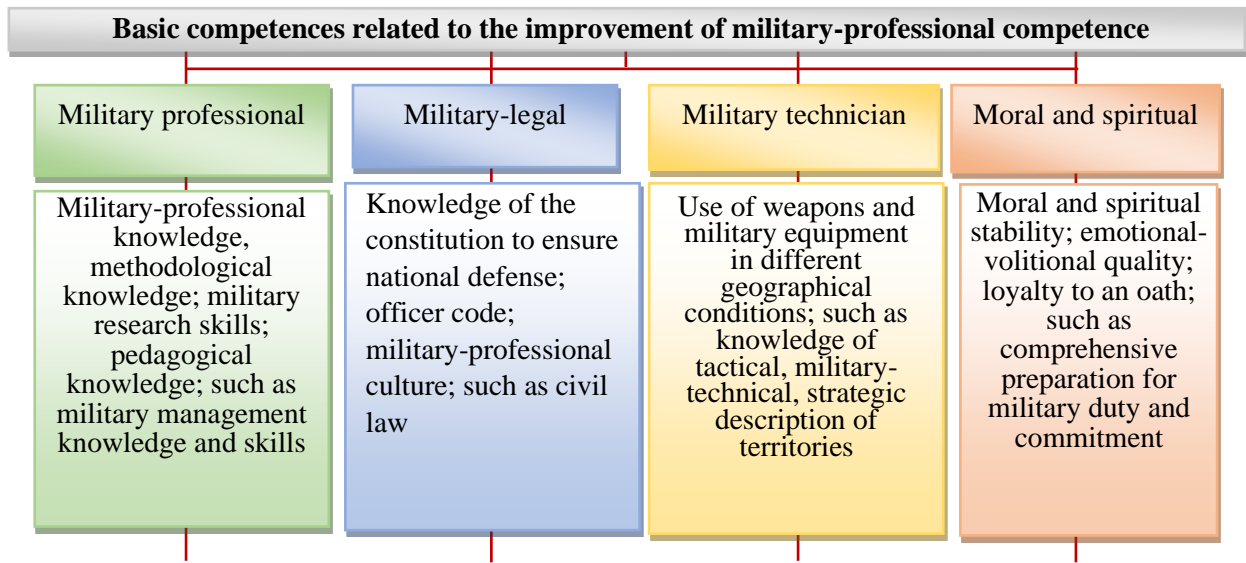 Basic competences related to the improvement of military-professional competence
Military professional
Military-professional
knowledge,
methodological
knowledge; military
research skills;
pedagogical
knowledge; such as
military management
knowledge and skills
Military-legal
Knowledge of the
constitution to ensure
national defense;
officer code;
military-professional
culture; such as civil
law
Military technician
Use of weapons and
military equipment
in different
geographical
conditions; such as
knowledge of
tactical, military-
technical, strategic
description of
territories
Moral and spiritual
Moral and spiritual
stability; emotional-
volitional quality;
loyalty to an oath;
such as
comprehensive
preparation for
military duty and
commitment